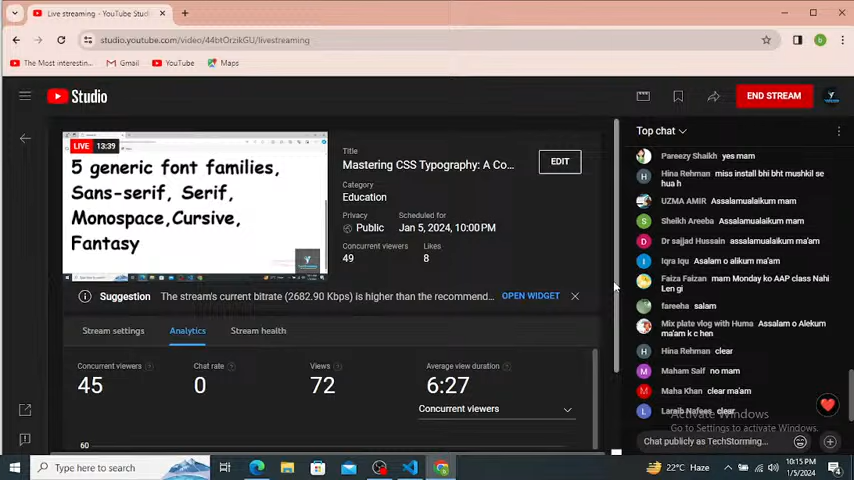 Live streaming - YouTube Stud
studio.youtube.com/video/44btOrzikGU/livestreaming
The Most interestin...
Gmail
YouTube
Maps
Studio
END STREAM
LIVE 13:39
5 generic font families,
Sans-serif, Serif,
Monospace,Cursive,
Fantasy
Title
Mastering CSS Typography: A Co...
EDIT
Category
Education
Privacy
Public
Scheduled for
Jan 5, 2024, 10:00 PM
Concurrent viewers
49
Likes
8
Suggestion The stream's current bitrate (2682.90 Kbps) is higher than the recommend...
OPEN WIDGET
Stream settings
Analytics
Stream health
Concurrent viewers
45
Chat rate
0
Views
72
Average view duration
6:27
Concurrent viewers
60
Top chat
Pareezy Shaikh yes mam
Hina Rehman miss install bhi bht mushkil se
hua h
UZMA AMIR Assalamualaikum mam
Sheikh Areeba Assalamualaikum mam
Dr sajjad Hussain assalamualaikum ma'am
Iqra Iqu Asalam o alikum ma'am
Faiza Faizan mam Monday ko AAP class Nahi
Len gi
fareeha salam
Mix plate vlog with Huma Assalam o Alekum
ma'am k c hen
Hina Rehman clear
Maham Saif no mam
Maha Khan clear ma'am
Laraib Nafees clear
Activate Windows
Go to Settings to activate Windows.
Chat publicly as TechStorming...
Type here to search
22°C Haze
10:15 PM
1/5/2024